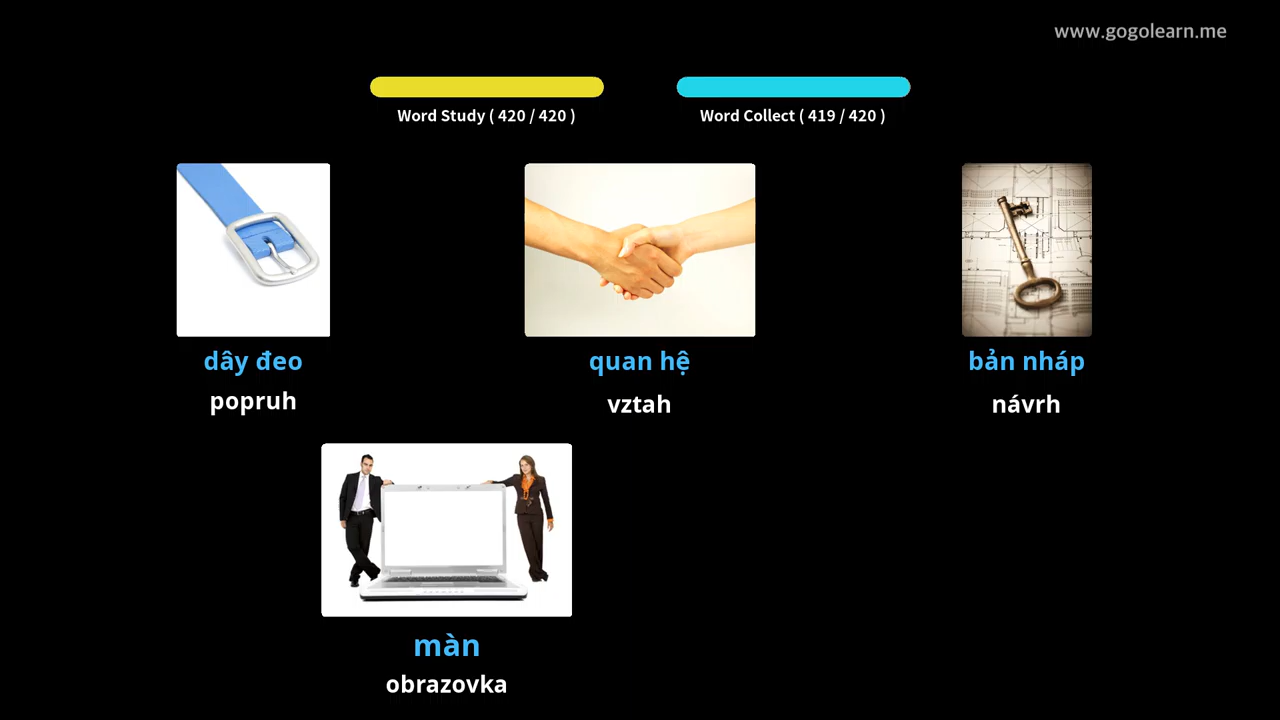 www.gogolearn.me
Word Study ( 420 / 420 )
Word Collect ( 419 / 420 )
dây đeo
popruh
quan hệ
vztah
bản nháp
návrh
màn
obrazovka